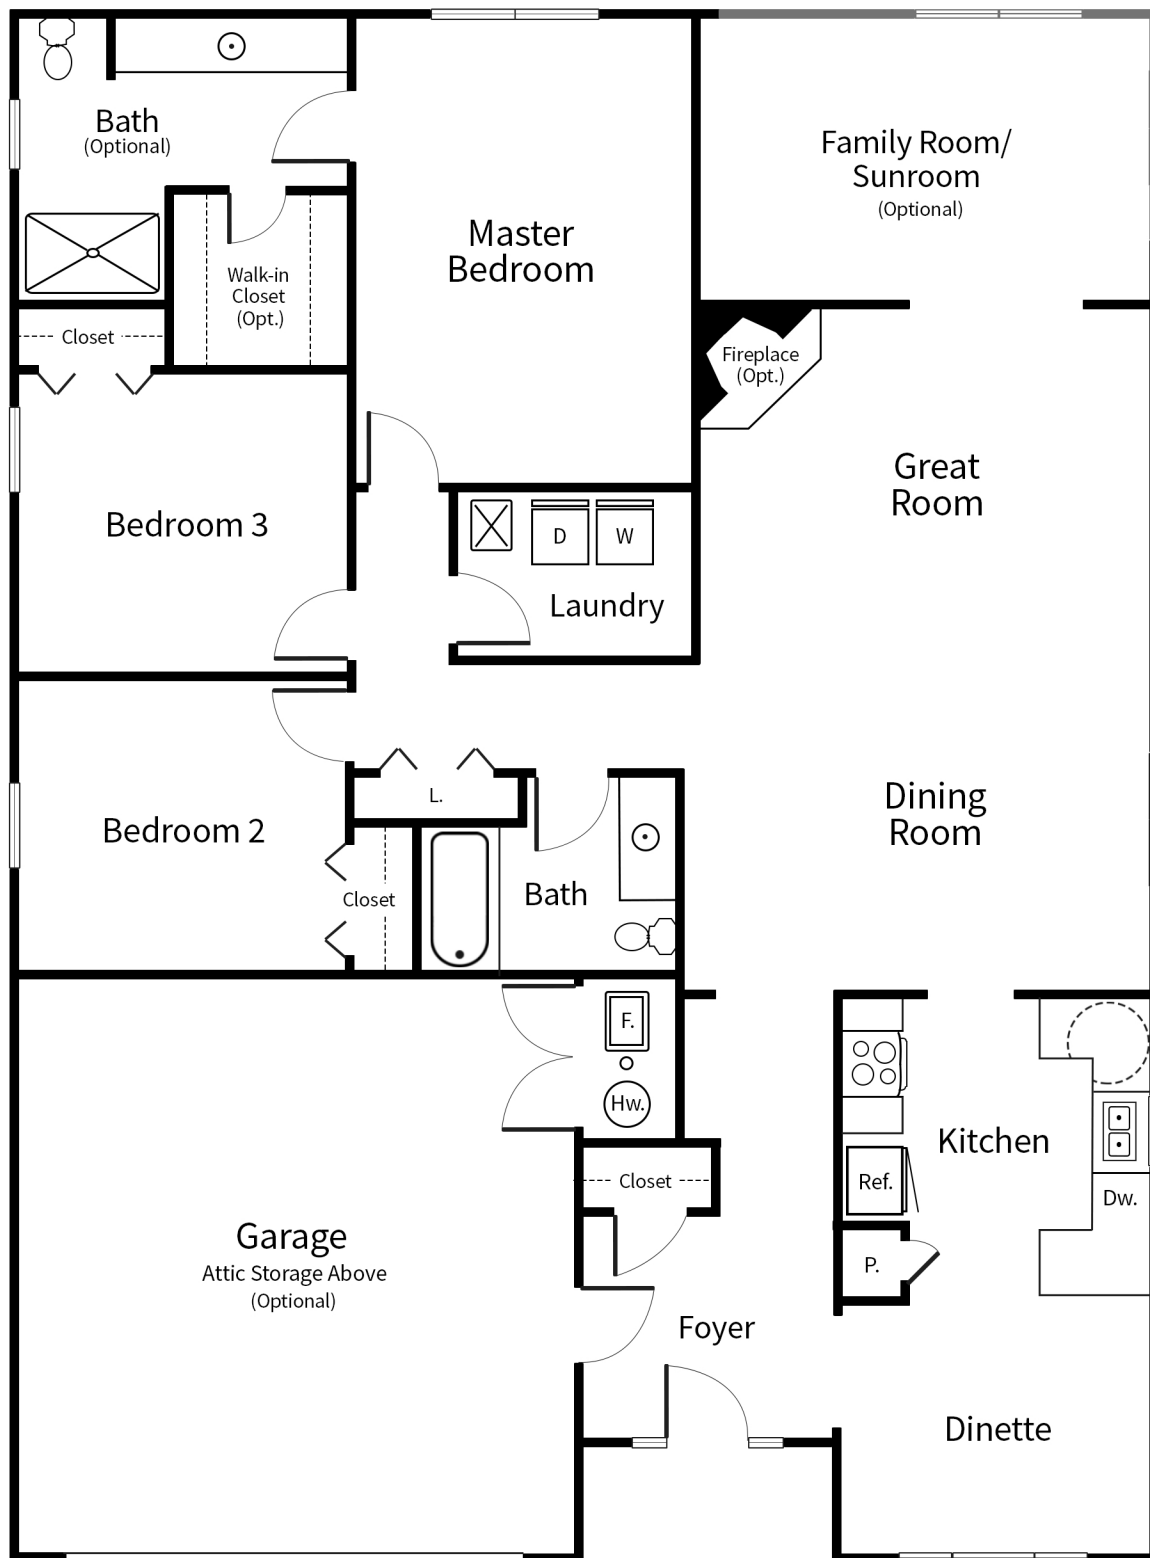 Bath
(Optional)
Family Room/
Sunroom
(Optional)
Master
Bedroom
Walk-in
Closet
(Opt.)
Closet
Fireplace
(Opt.)
Great
Room
Bedroom 3
D
W
Laundry
Dining
Room
L.
Bedroom 2
Closet
Bath
F.
Hw.
Kitchen
Ref.
Dw.
Closet
Garage
Attic Storage Above
(Optional)
P.
Foyer
Dinette